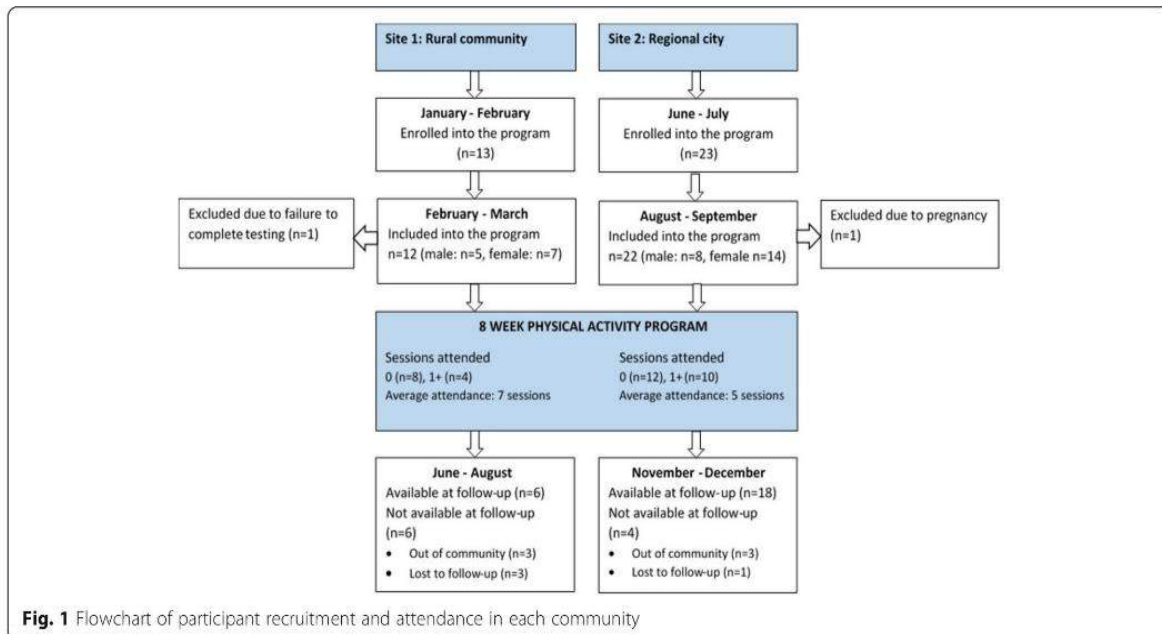 Site 1: Rural community
Site 2: Regional city
January - February
Enrolled into the program
(n=13)
June - July
Enrolled into the program
(n=23)
Excluded due to failure to
complete testing (n=1)
February - March
Included into the program
n=12 (male: n=5, female: n=7)
August - September
Included into the program
n=22 (male: n=8, female n=14)
Excluded due to pregnancy
(n=1)
8 WEEK PHYSICAL ACTIVITY PROGRAM
Sessions attended
0 (n=8), 1+ (n=4)
Average attendance: 7 sessions
Sessions attended
0 (n=12), 1+ (n=10)
Average attendance: 5 sessions
June - August
Available at follow-up (n=6)
Not available at follow-up
(n=6)
• Out of community (n=3)
• Lost to follow-up (n=3)
November - December
Available at follow-up (n=18)
Not available at follow-up
(n=4)
• Out of community (n=3)
• Lost to follow-up (n=1)
Fig. 1 Flowchart of participant recruitment and attendance in each community